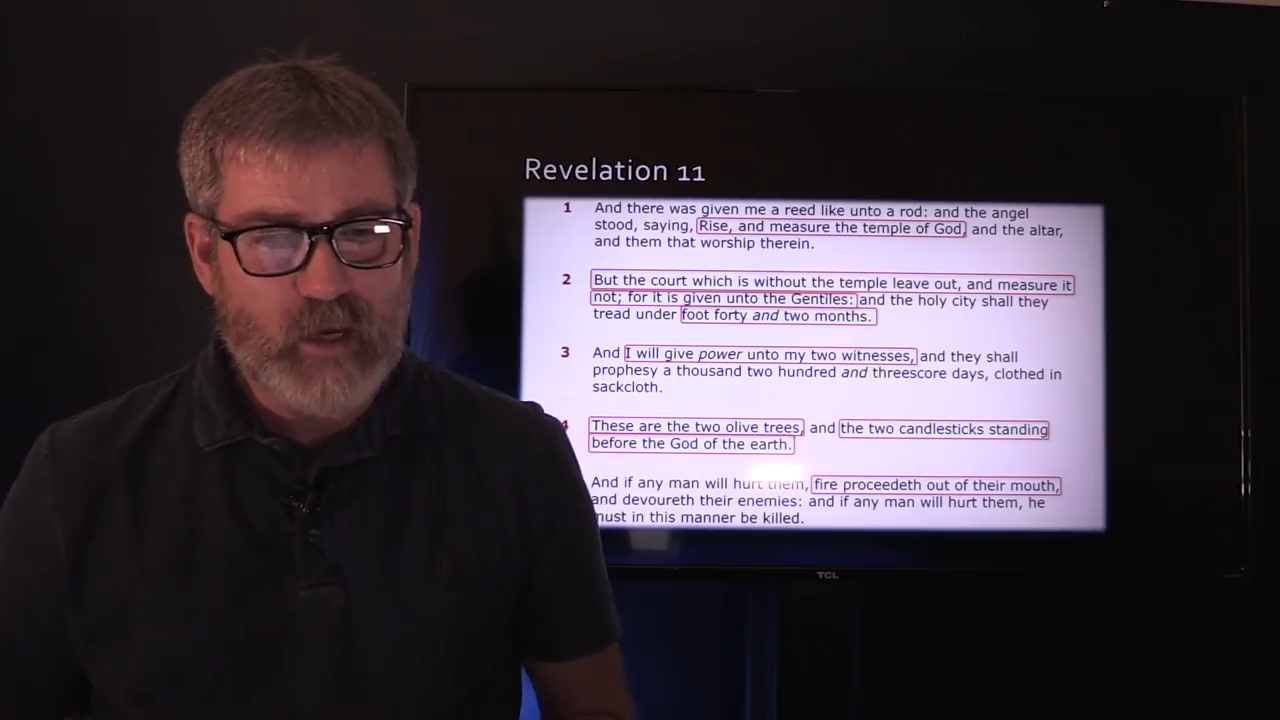 Revelation 11
1 And there was given me a reed like unto a rod: and the angel
stood, saying, Rise, and measure the temple of God, and the altar,
and them that worship therein.
2 But the court which is without the temple leave out, and measure it
not; for it is given unto the Gentiles: and the holy city shall they
tread under foot forty and two months.
3 And I will give power unto my two witnesses, and they shall
prophesy a thousand two hundred and threescore days, clothed in
sackcloth.
4 These are the two olive trees, and the two candlesticks standing
before the God of the earth.
And if any man will hurt them, fire proceedeth out of their mouth,
and devoureth their enemies: and if any man will hurt them, he
must in this manner be killed.
TCL